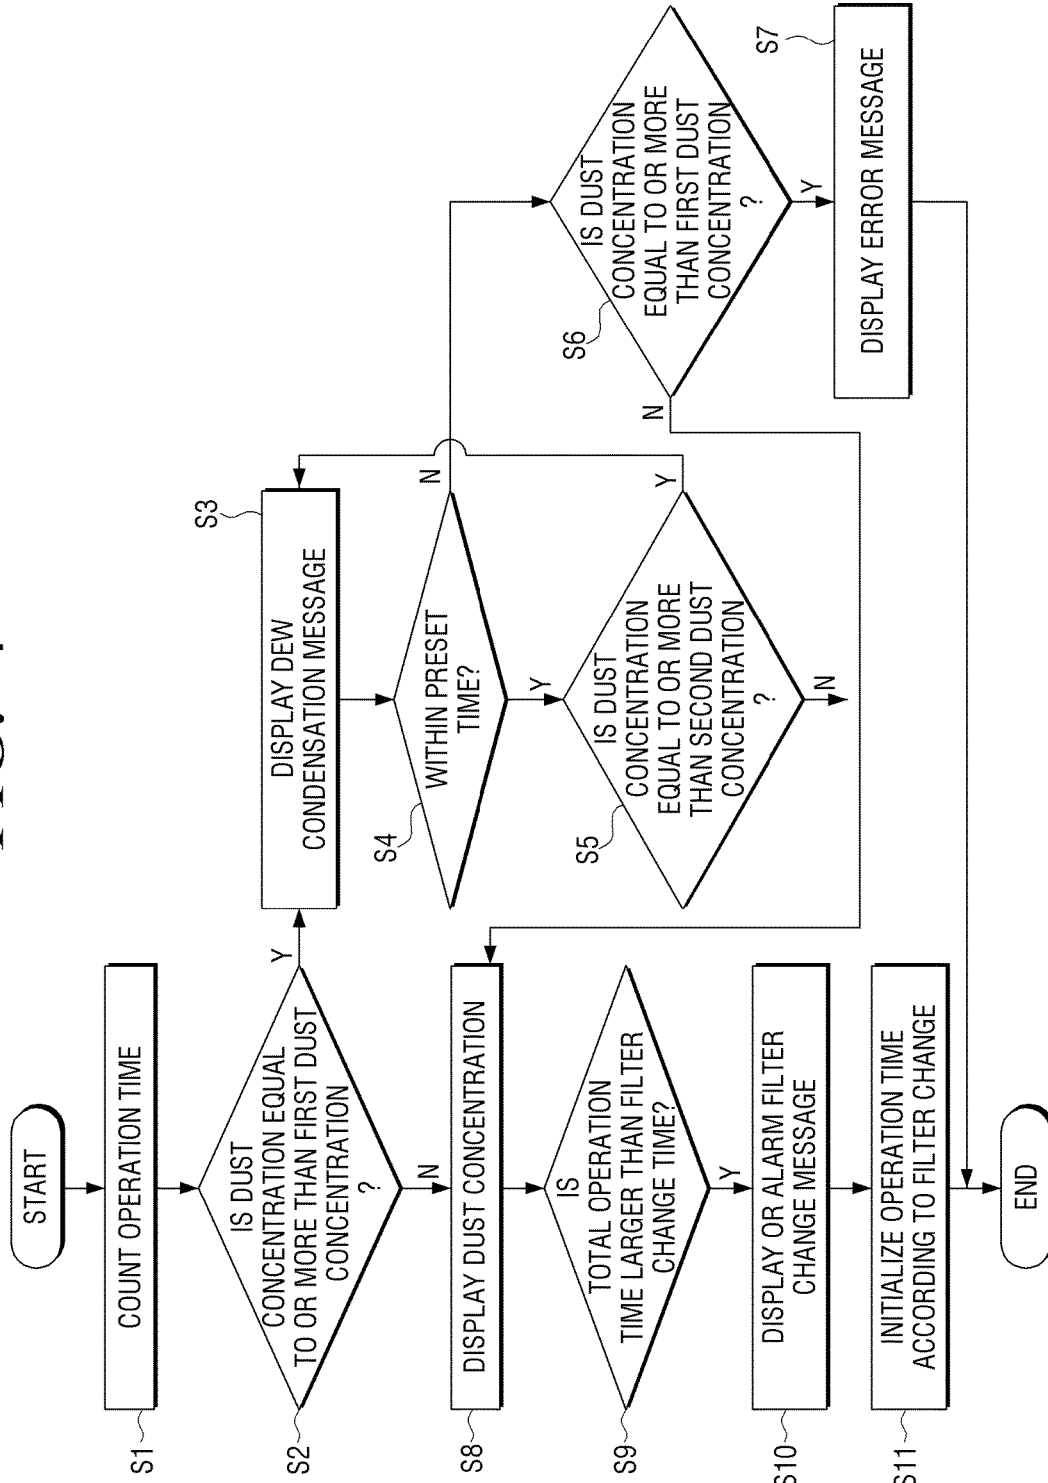 START
COUNT OPERATION TIME
S1
IS DUST
CONCENTRATION EQUAL
TO OR MORE THAN FIRST DUST
CONCENTRATION
?
S2
Y
N
DISPLAY DEW
CONDENSATION MESSAGE
S3
WITHIN PRESET
TIME?
S4
N
Y
IS DUST
CONCENTRATION
EQUAL TO OR MORE
THAN SECOND DUST
CONCENTRATION
?
S5
Y
N
IS DUST
CONCENTRATION
EQUAL TO OR MORE
THAN FIRST DUST
CONCENTRATION
?
S6
N
Y
DISPLAY ERROR MESSAGE
S7
DISPLAY DUST CONCENTRATION
S8
IS
TOTAL OPERATION
TIME LARGER THAN FILTER
CHANGE TIME?
S9
Y
DISPLAY OR ALARM FILTER
CHANGE MESSAGE
S10
INITIALIZE OPERATION TIME
ACCORDING TO FILTER CHANGE
S11
END